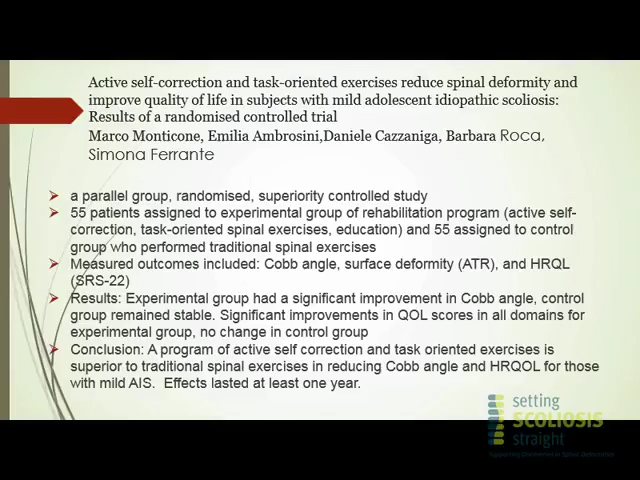 Active self-correction and task-oriented exercises reduce spinal deformity and
improve quality of life in subjects with mild adolescent idiopathic scoliosis:
Results of a randomised controlled trial
Marco Monticone, Emilia Ambrosini,Daniele Cazzaniga, Barbara Roca,
Simona Ferrante
a parallel group, randomised, superiority controlled study
55 patients assigned to experimental group of rehabilitation program (active self-
correction, task-oriented spinal exercises, education) and 55 assigned to control
group who performed traditional spinal exercises
Measured outcomes included: Cobb angle, surface deformity (ATR), and HRQL
(SRS-22)
Results: Experimental group had a significant improvement in Cobb angle, control
group remained stable. Significant improvements in QOL scores in all domains for
experimental group, no change in control group
Conclusion: A program of active self correction and task oriented exercises is
superior to traditional spinal exercises in reducing Cobb angle and HRQOL for those
with mild AIS. Effects lasted at least one year.
setting
SCOLIOSIS
straight